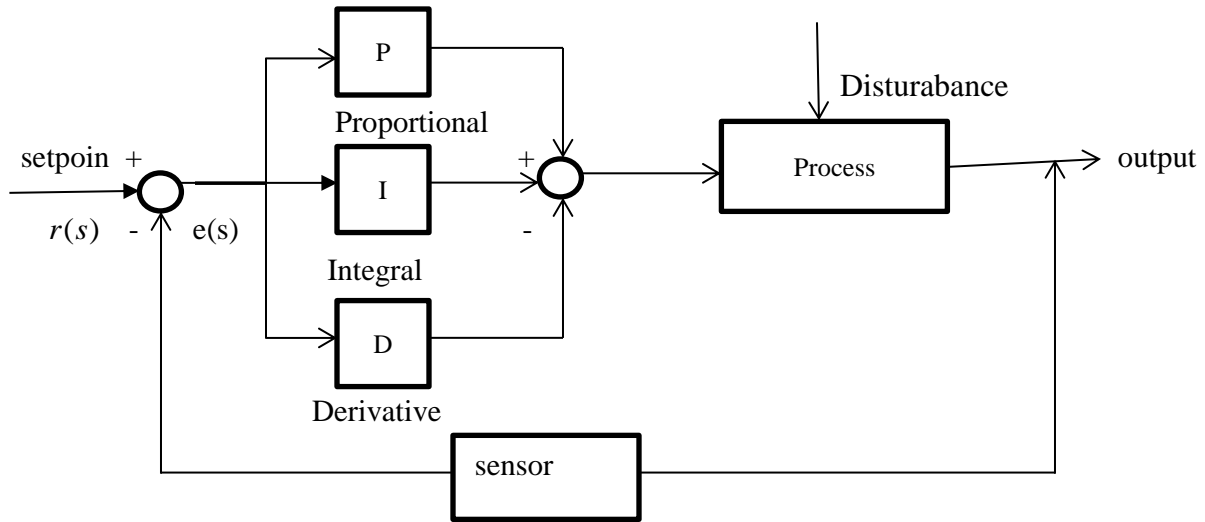 P
Disturabance
Proportional
setpoin +
+
Process
output
I
r(s) - e(s)
-
Integral
D
Derivative
sensor